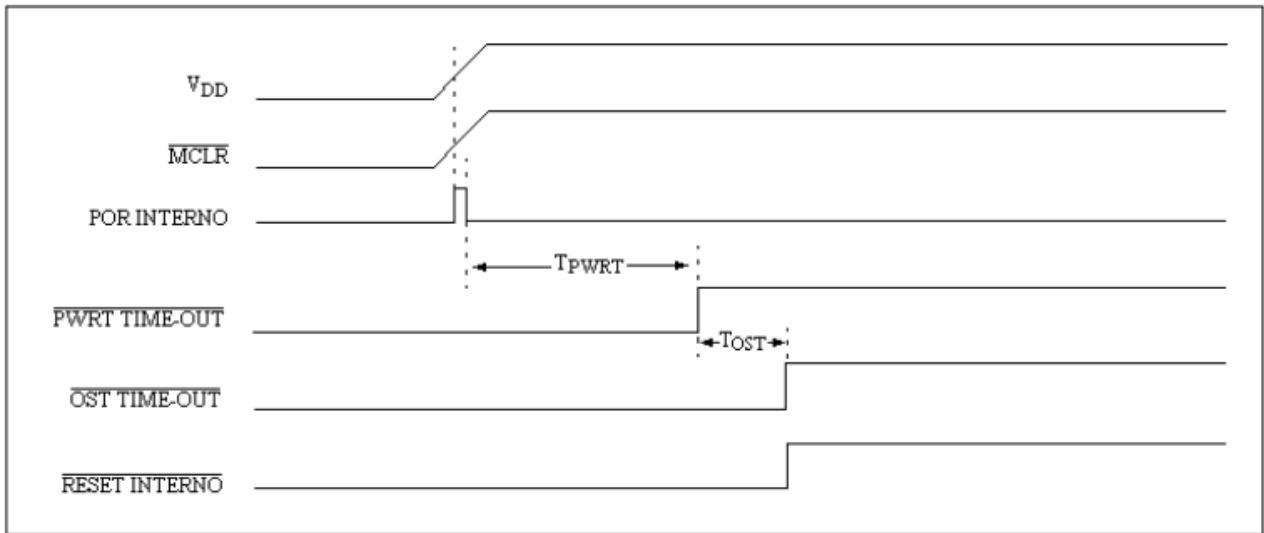 VDD
MCLR
POR INTERNO
TPWRT
PWRT TIME-OUT
TOST
OST TIME-OUT
RESET INTERNO